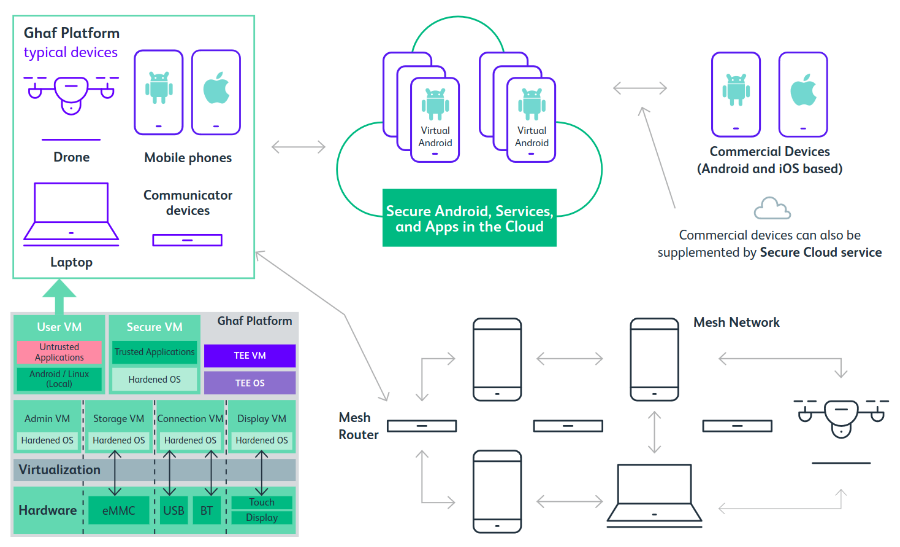 Ghaf Platform
typical devices
Drone
Mobile phones
Communicator
devices
Laptop
Virtual
Android
Virtual
Android
Secure Android, Services,
and Apps in the Cloud
Commercial Devices
(Android and iOS based)
Commercial devices can also be
supplemented by Secure Cloud service
User VM
Untrusted
Applications
Android / Linux
(Local)
Secure VM
Trusted Applications
Hardened OS
Ghaf Platform
TEE VM
TEE OS
Admin VM
Hardened OS
Storage VM
Hardened OS
Connection VM
Hardened OS
Display VM
Hardened OS
Virtualization
Hardware
eMMC
USB
BT
Touch
Display
Mesh Network
Mesh
Router